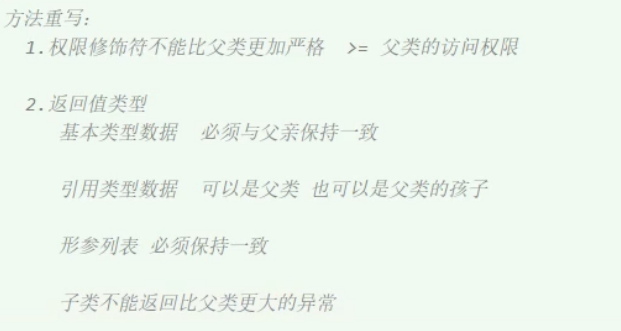 方法重写：
1.权限修饰符不能比父类更加严格  >= 父类的访问权限
2.返回值类型
基本类型数据  必须与父亲保持一致
引用类型数据  可以是父类 也可以是父类的孩子
形参列表 必须保持一致
子类不能返回比父类更大的异常